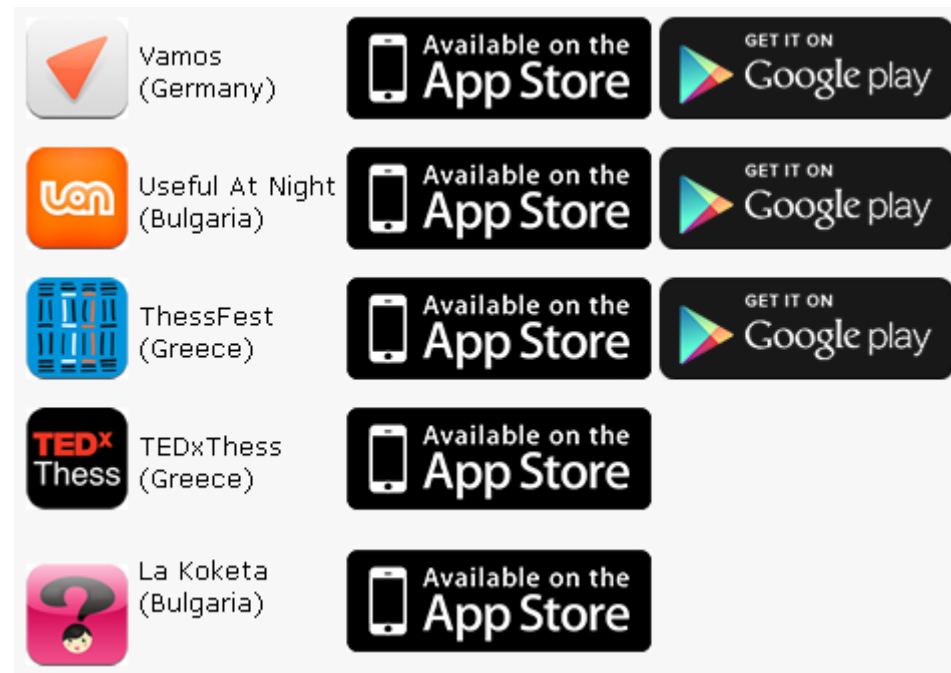 Vamos
(Germany)
Available on the
App Store
GET IT ON
Google play
uan
Useful At Night
(Bulgaria)
Available on the
App Store
GET IT ON
Google play
ThessFest
(Greece)
Available on the
App Store
GET IT ON
Google play
TEDx
Thess
TEDxThess
(Greece)
Available on the
App Store
La Koketa
(Bulgaria)
Available on the
App Store